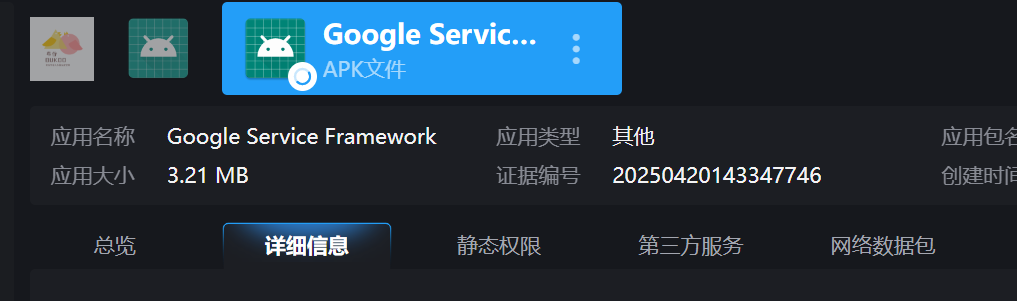 Google Servic...
APK文件
应用名称 Google Service Framework 应用类型 其他 应用包名
应用大小 3.21 MB 证据编号 20250420143347746 创建时间
总览 详细信息 静态权限 第三方服务 网络数据包